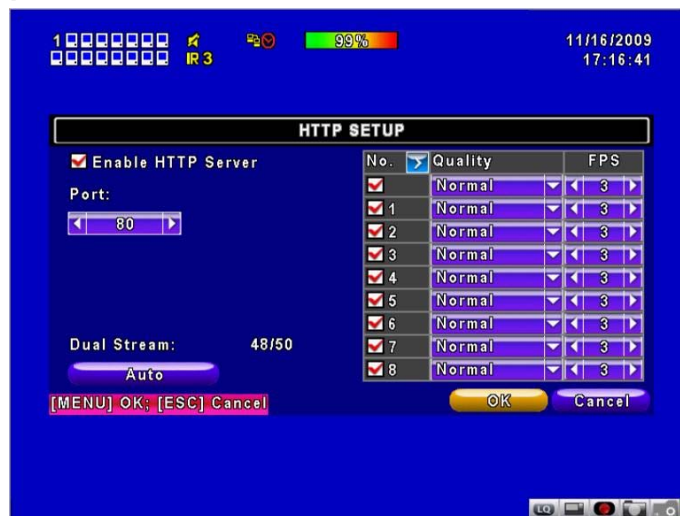 1 99% 11/16/2009
IR3 17:16:41
HTTP SETUP
Enable HTTP Server
Port:
80
Dual Stream: 48/50
Auto
[MENU] OK; [ESC] Cancel
No. Quality FPS
Normal 3
1 Normal 3
2 Normal 3
3 Normal 3
4 Normal 3
5 Normal 3
6 Normal 3
7 Normal 3
8 Normal 3
OK Cancel
LQ